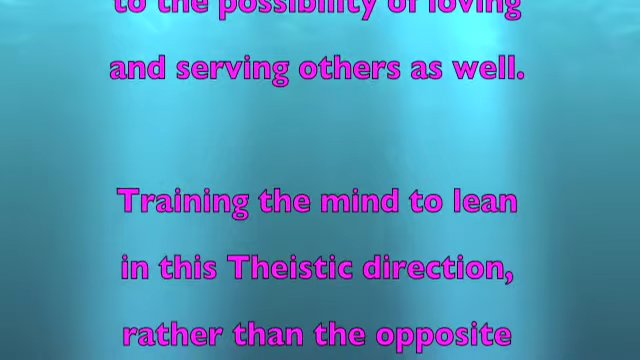 to the possibility of loving
and serving others as well.
Training the mind to lean
in this Theistic direction,
rather than the opposite